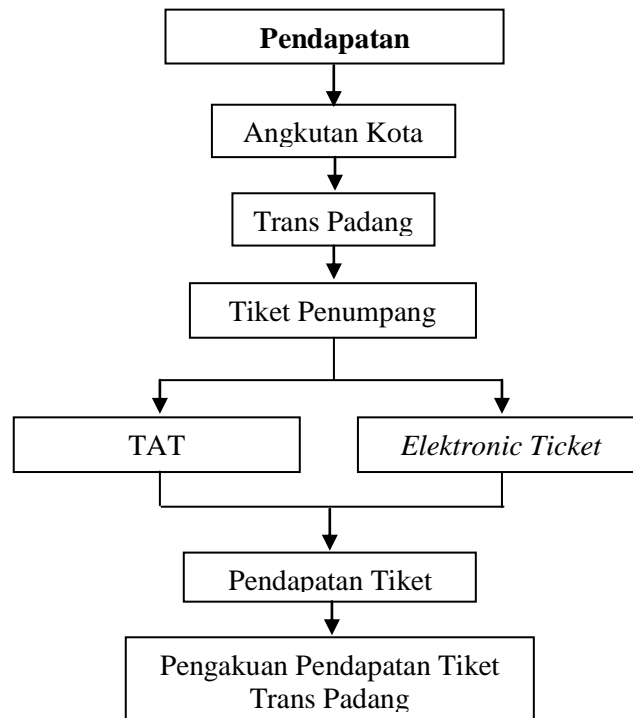 Pendapatan
Angkutan Kota
Trans Padang
Tiket Penumpang
TAT
Elektronic Ticket
Pendapatan Tiket
Pengakuan Pendapatan Tiket
Trans Padang